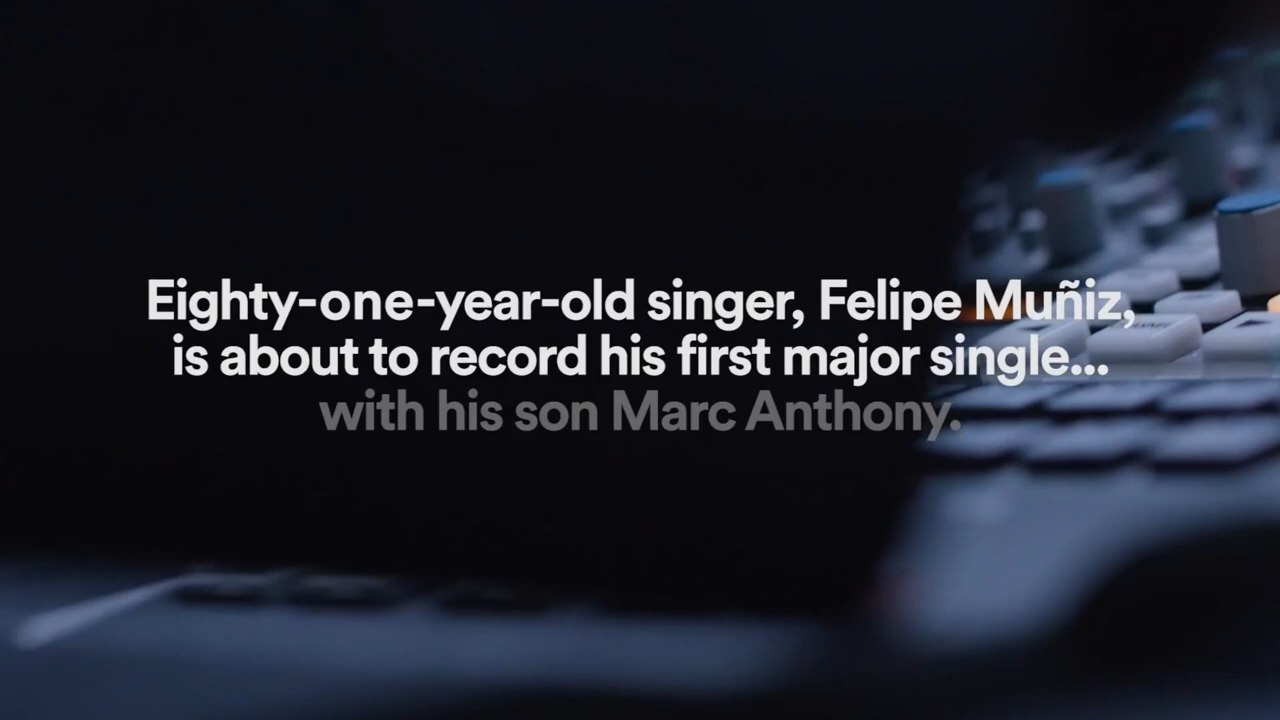 Eighty-one-year-old singer, Felipe Muñiz,
is about to record his first major single...
with his son Marc Anthony.